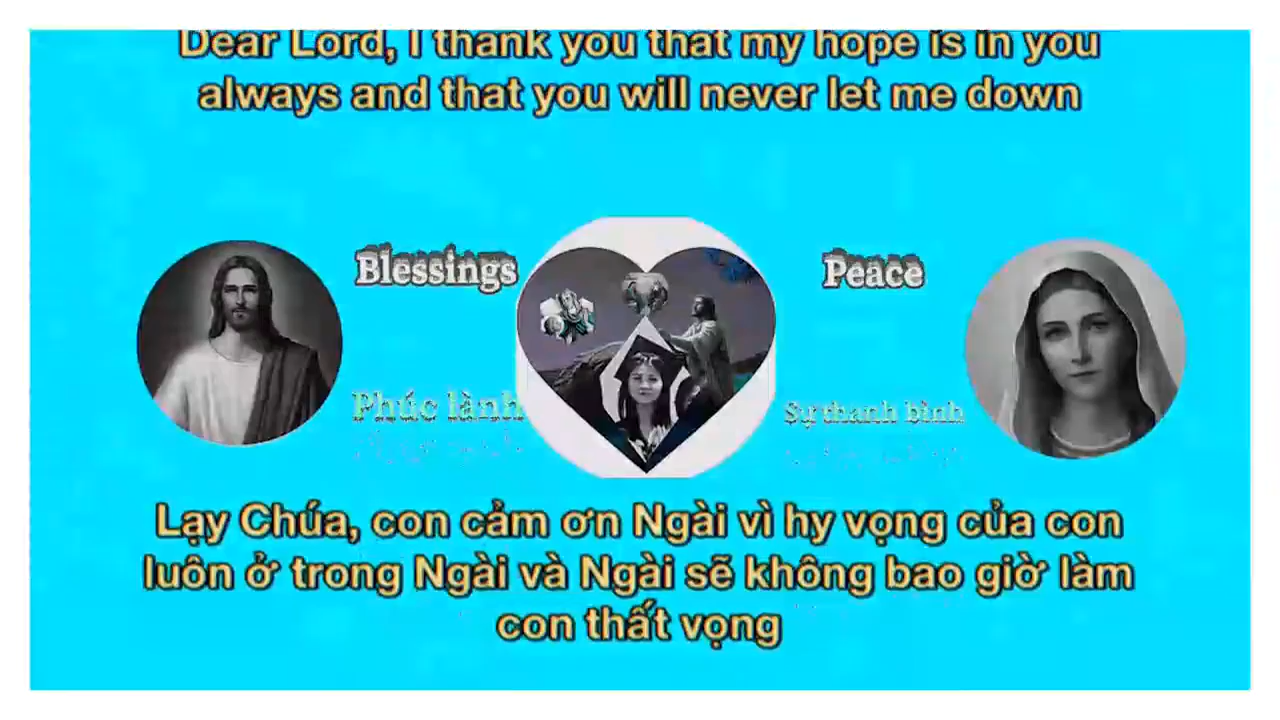 Dear Lord, I thank you that my hope is in you
always and that you will never let me down
Blessings
Peace
Phúc lành
Sự thanh bình
Lạy Chúa, con cảm ơn Ngài vì hy vọng của con
luôn ở trong Ngài và Ngài sẽ không bao giờ làm
con thất vọng